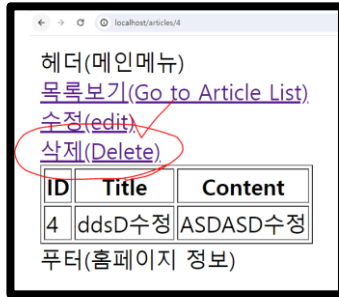 localhost/articles/4
헤더(메인메뉴)
목록보기(Go to Article List)
수정(edit)
삭제(Delete)
ID Title Content
4 ddsD수정 ASDASD수정
푸터(홈페이지 정보)